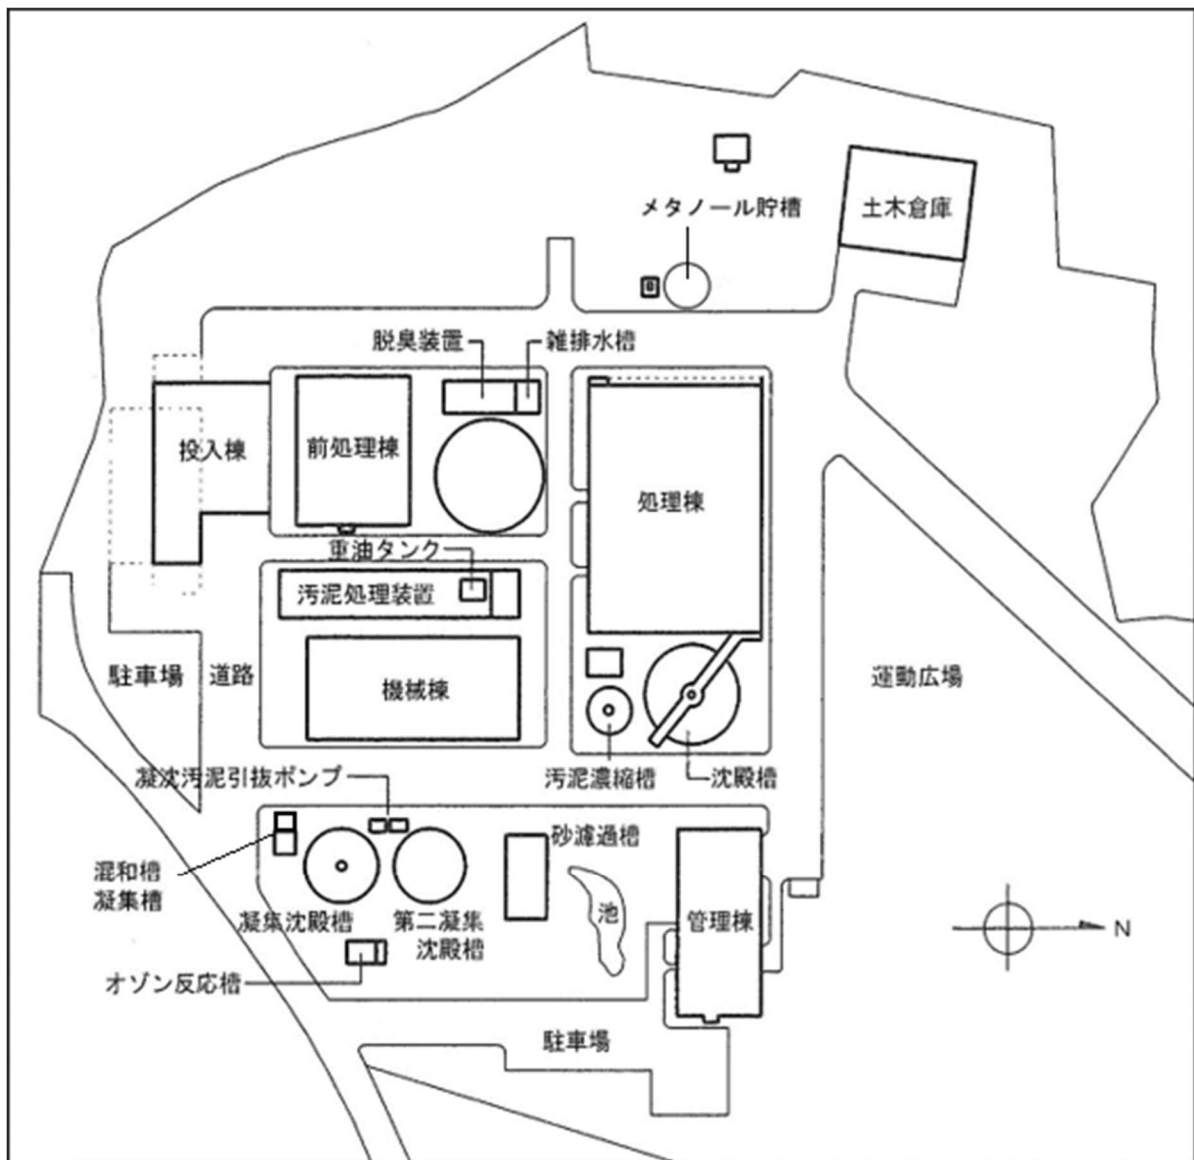 メタノール貯槽
土木倉庫
脱臭装置
雑排水槽
投入棟
前処理棟
処理棟
重油タンク
汚泥処理装置
駐車場
道路
機械棟
運動広場
凝沈汚泥引抜ポンプ
汚泥濃縮槽
沈殿槽
砂濾過槽
混和槽
凝集槽
凝集沈殿槽
第二凝集
沈殿槽
池
管理棟
N
オゾン反応槽
駐車場